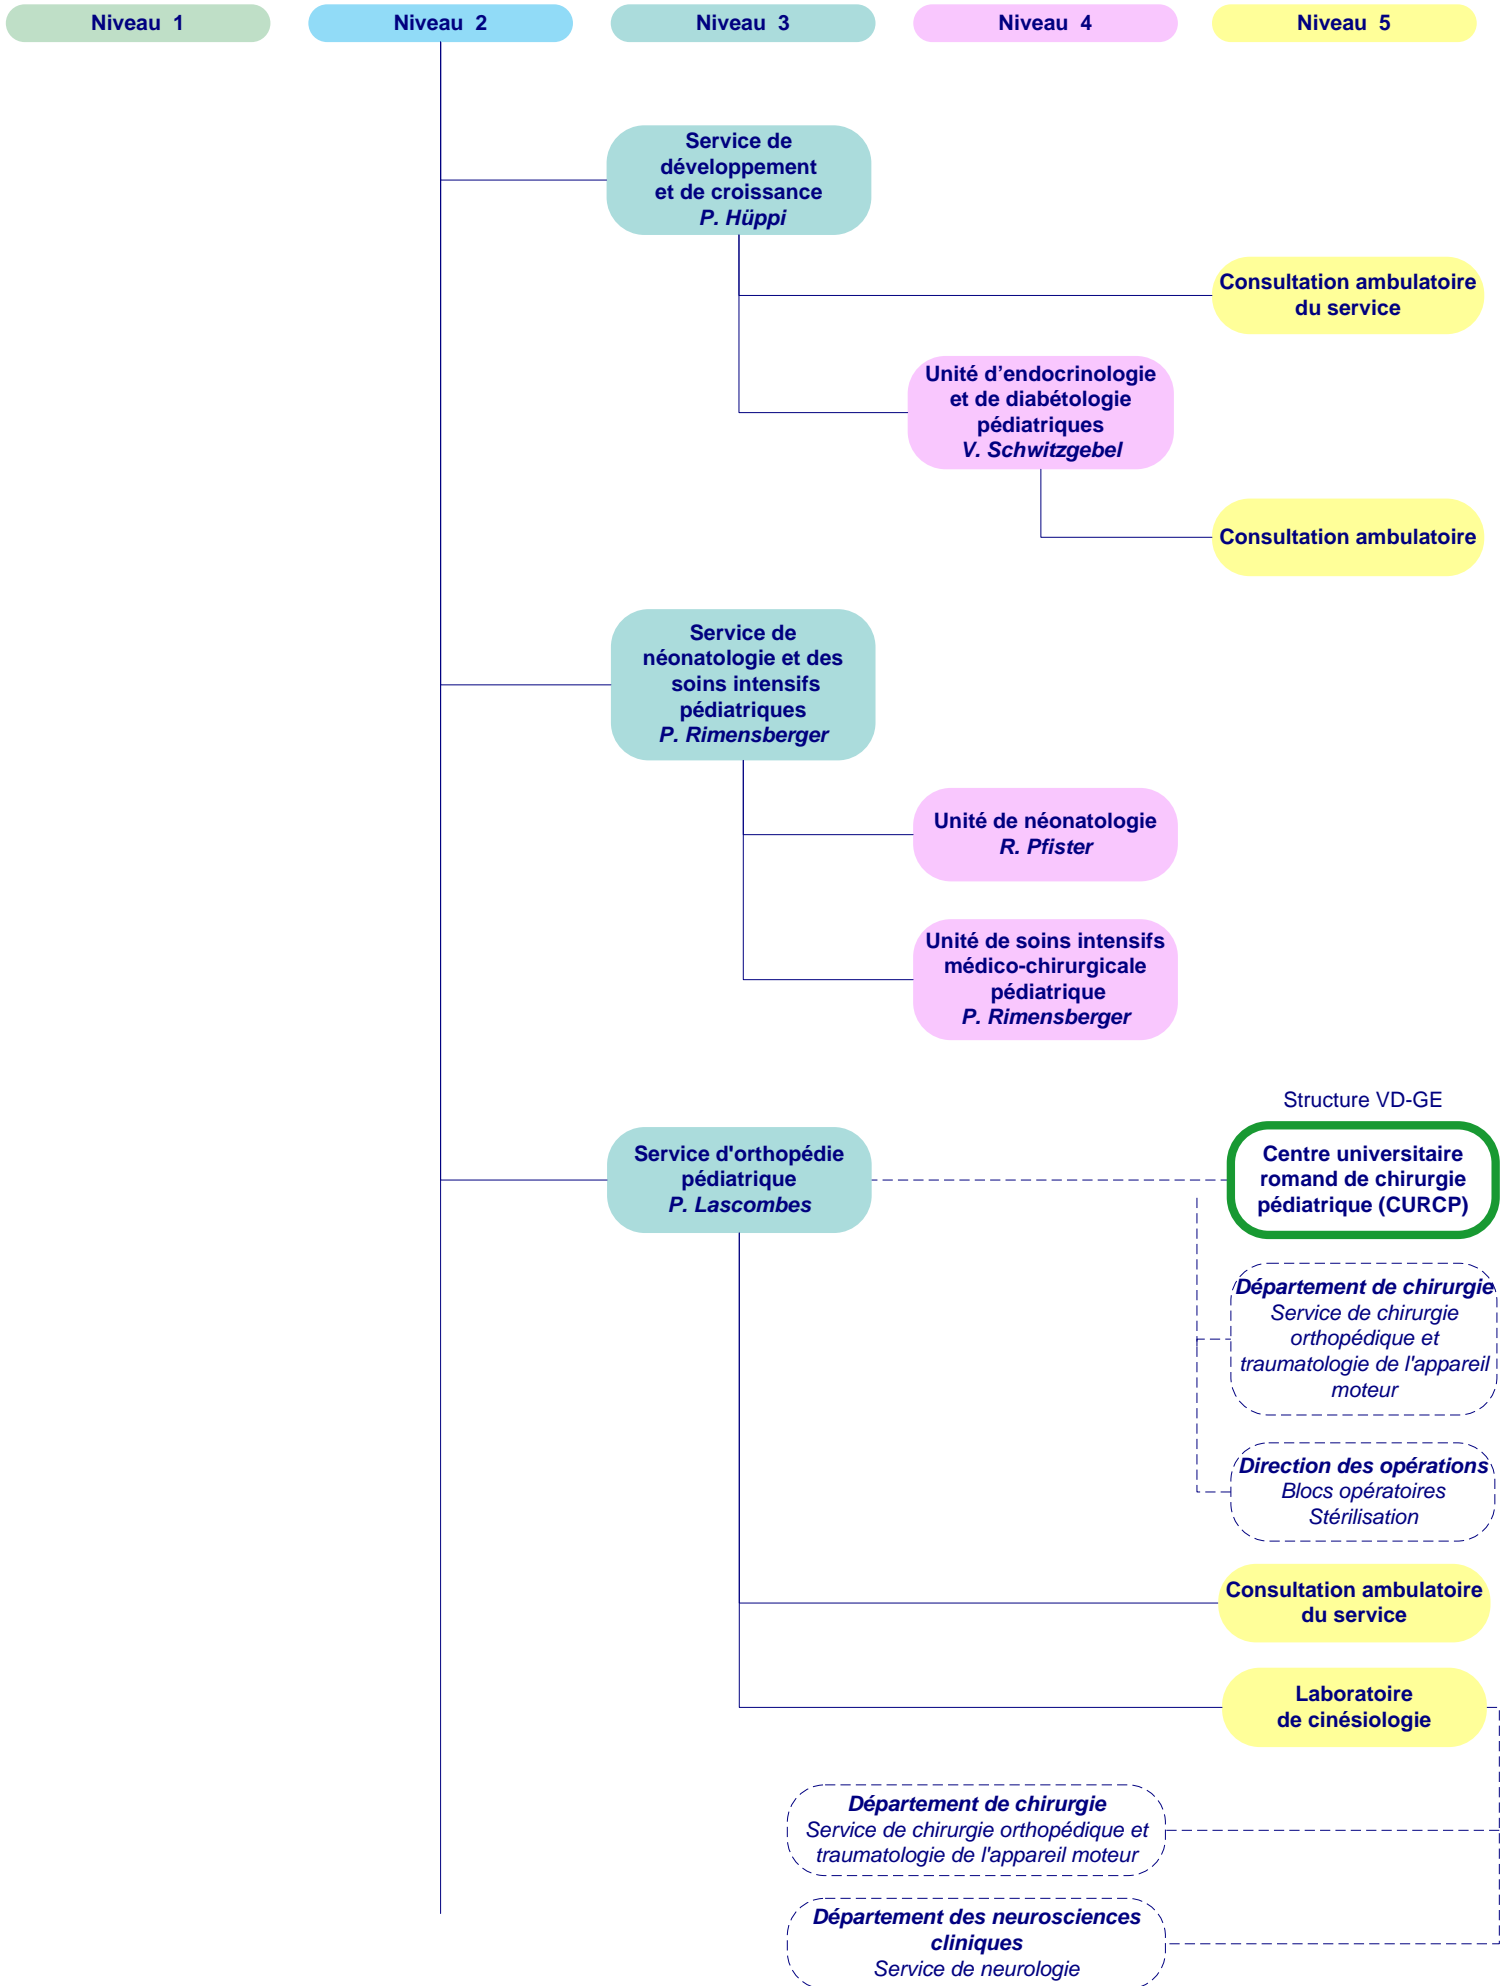 Niveau 1
Niveau 2
Niveau 3
Niveau 4
Niveau 5
Service de
développement
et de croissance
P. Hüppi
Consultation ambulatoire
du service
Unité d’endocrinologie
et de diabétologie
pédiatriques
V. Schwitzgebel
Consultation ambulatoire
Service de
néonatologie et des
soins intensifs
pédiatriques
P. Rimensberger
Unité de néonatologie
R. Pfister
Unité de soins intensifs
médico-chirurgicale
pédiatrique
P. Rimensberger
Structure VD-GE
Service d'orthopédie
pédiatrique
P. Lascombes
Centre universitaire
romand de chirurgie
pédiatrique (CURCP)
Département de chirurgie
Service de chirurgie
orthopédique et
traumatologie de l'appareil
moteur
Direction des opérations
Blocs opératoires
Stérilisation
Consultation ambulatoire
du service
Laboratoire
de cinésiologie
Département de chirurgie
Service de chirurgie orthopédique et
traumatologie de l'appareil moteur
Département des neurosciences
cliniques
Service de neurologie